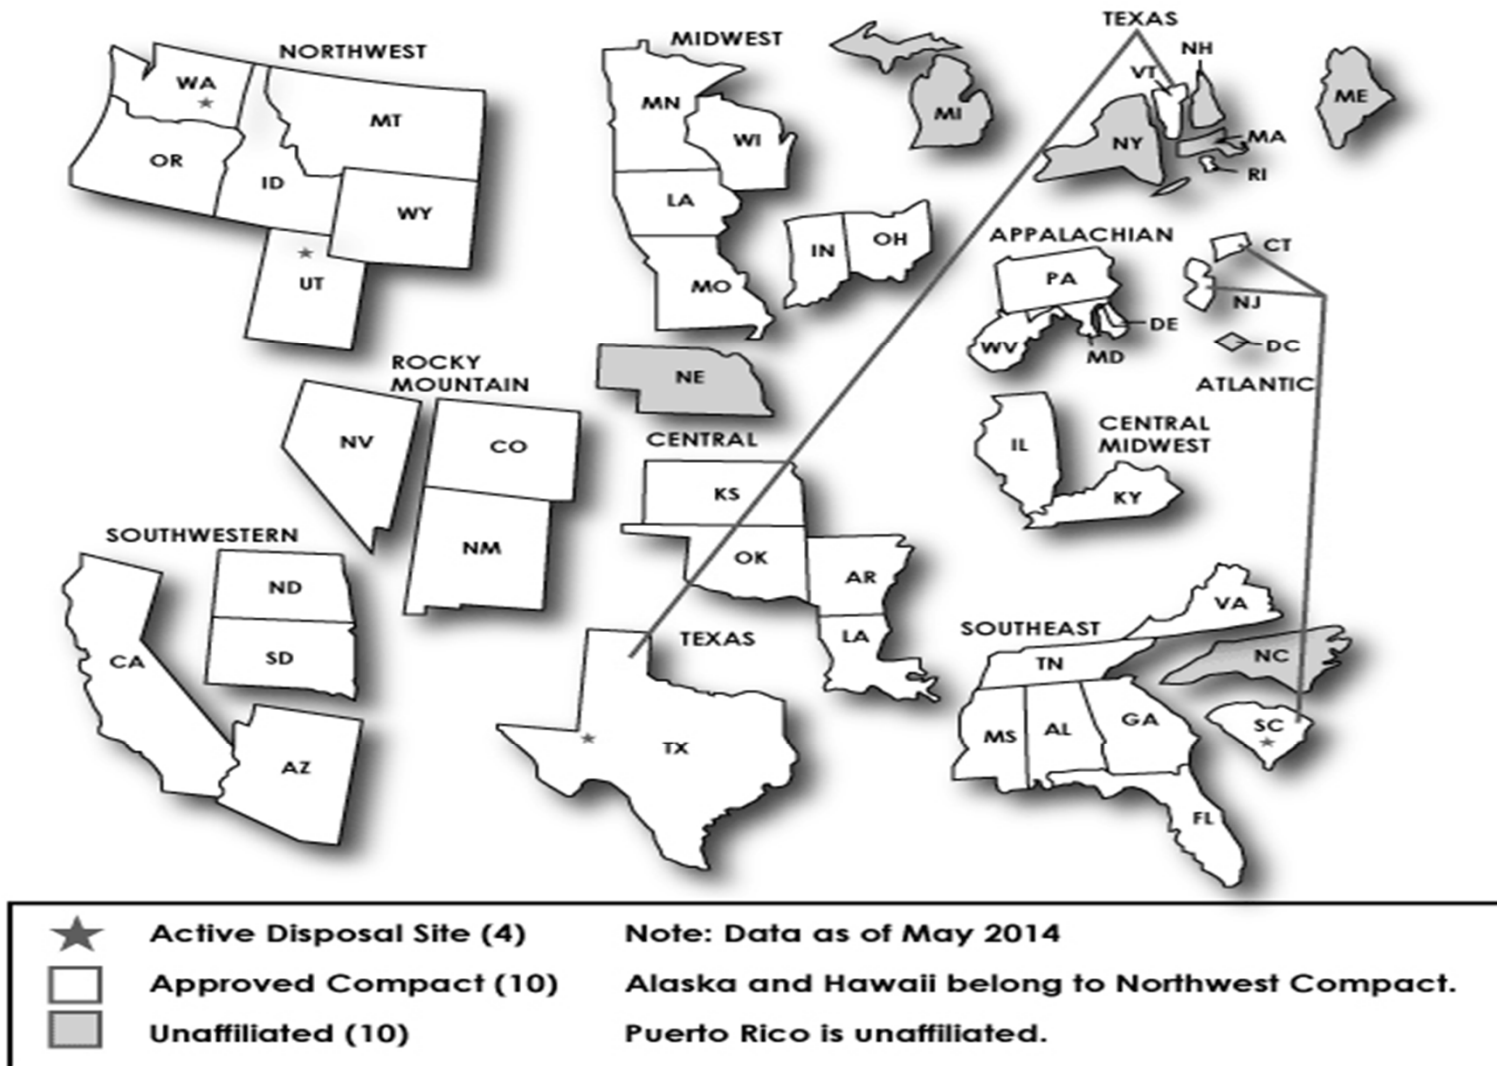 NORTHWEST
WA
MT
OR
ID
WY
UT
MIDWEST
MN
WI
LA
MO
IN
OH
MI
NE
TEXAS
NH
VT
NY
MA
RI
ME
APPALACHIAN
PA
DE
WV
MD
CT
NJ
DC
ATLANTIC
ROCKY
MOUNTAIN
NV
CO
NM
CENTRAL
KS
OK
AR
LA
CENTRAL
MIDWEST
IL
KY
SOUTHWESTERN
ND
SD
CA
AZ
TEXAS
TX
SOUTHEAST
VA
TN
NC
SC
MS
AL
GA
FL
Active Disposal Site (4)
Approved Compact (10)
Unaffiliated (10)
Note: Data as of May 2014
Alaska and Hawaii belong to Northwest Compact.
Puerto Rico is unaffiliated.